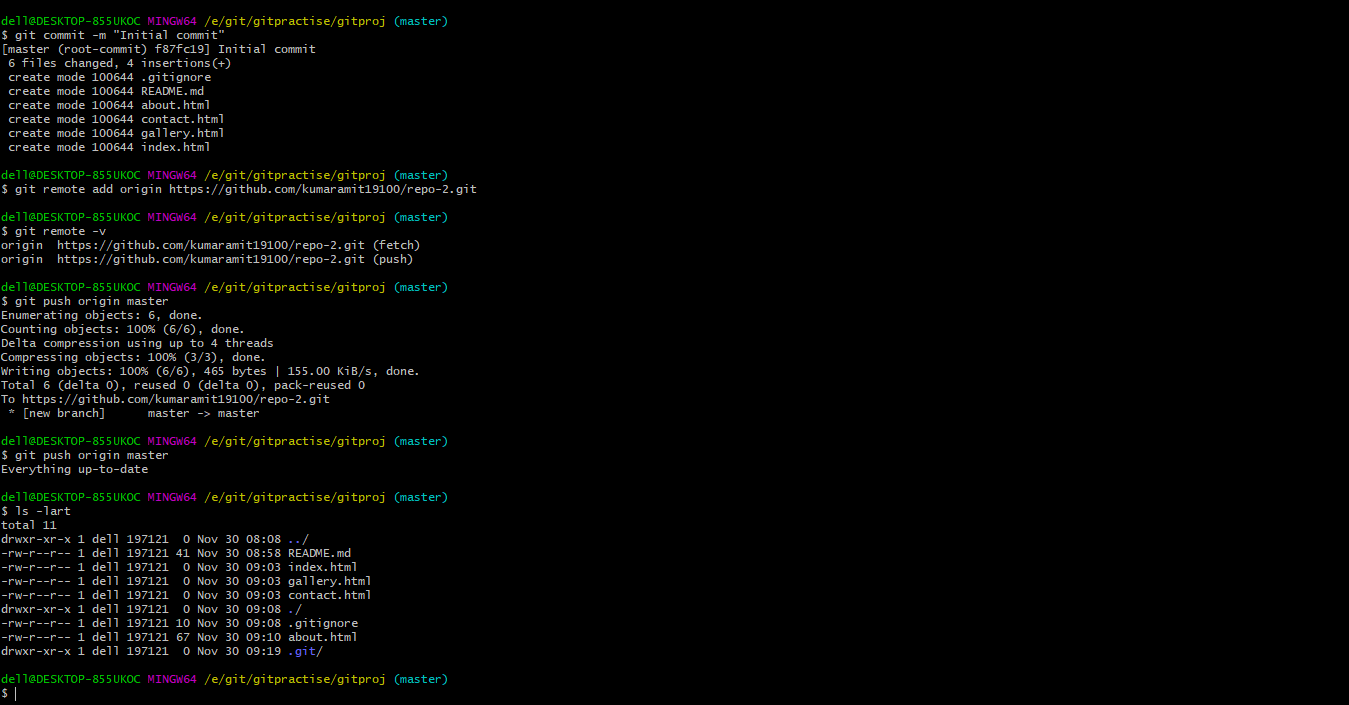 dell@DESKTOP-855UKOC MINGW64 /e/git/gitpractise/gitproj (master)
$ git commit -m "Initial commit"
[master (root-commit) f87fc19] Initial commit
 6 files changed, 4 insertions(+)
 create mode 100644 .gitignore
 create mode 100644 README.md
 create mode 100644 about.html
 create mode 100644 contact.html
 create mode 100644 gallery.html
 create mode 100644 index.html

dell@DESKTOP-855UKOC MINGW64 /e/git/gitpractise/gitproj (master)
$ git remote add origin https://github.com/kumaramit19100/repo-2.git

dell@DESKTOP-855UKOC MINGW64 /e/git/gitpractise/gitproj (master)
$ git remote -v
origin  https://github.com/kumaramit19100/repo-2.git (fetch)
origin  https://github.com/kumaramit19100/repo-2.git (push)

dell@DESKTOP-855UKOC MINGW64 /e/git/gitpractise/gitproj (master)
$ git push origin master
Enumerating objects: 6, done.
Counting objects: 100% (6/6), done.
Delta compression using up to 4 threads
Compressing objects: 100% (3/3), done.
Writing objects: 100% (6/6), 465 bytes | 155.00 KiB/s, done.
Total 6 (delta 0), reused 0 (delta 0), pack-reused 0
To https://github.com/kumaramit19100/repo-2.git
 * [new branch]      master -> master

dell@DESKTOP-855UKOC MINGW64 /e/git/gitpractise/gitproj (master)
$ git push origin master
Everything up-to-date

dell@DESKTOP-855UKOC MINGW64 /e/git/gitpractise/gitproj (master)
$ ls -lart
total 11
drwxr-xr-x 1 dell 197121  0 Nov 30 08:08 ../
-rw-r--r-- 1 dell 197121 41 Nov 30 08:58 README.md
-rw-r--r-- 1 dell 197121  0 Nov 30 09:03 index.html
-rw-r--r-- 1 dell 197121  0 Nov 30 09:03 gallery.html
-rw-r--r-- 1 dell 197121  0 Nov 30 09:03 contact.html
drwxr-xr-x 1 dell 197121  0 Nov 30 09:08 ./
-rw-r--r-- 1 dell 197121 10 Nov 30 09:08 .gitignore
-rw-r--r-- 1 dell 197121 67 Nov 30 09:10 about.html
drwxr-xr-x 1 dell 197121  0 Nov 30 09:19 .git/

dell@DESKTOP-855UKOC MINGW64 /e/git/gitpractise/gitproj (master)
$